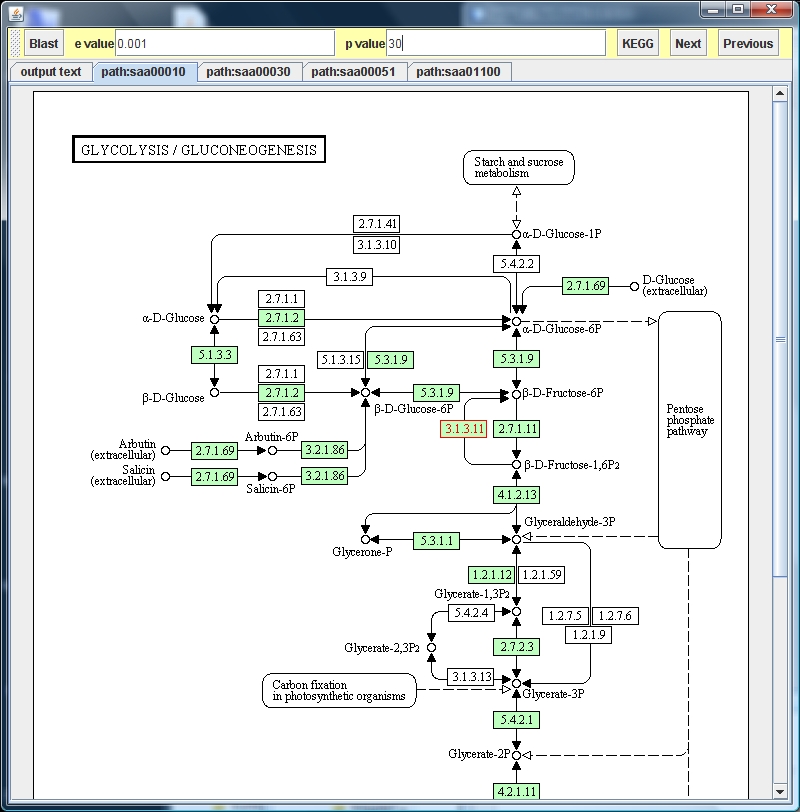 Blast e value 0.001 p value 30 KEGG Next Previous
output text path:saa00010 path:saa00030 path:saa00051 path:saa01100
GLYCOLYSIS / GLUCONEOGENESIS
Starch and sucrose
metabolism
2.7.1.41
α-D-Glucose-1P
3.1.3.10
5.4.2.2
3.1.3.9
D-Glucose
(extracellular)
2.7.1.69
2.7.1.1
α-D-Glucose
2.7.1.2
α-D-Glucose-6P
2.7.1.63
5.1.3.3
5.1.3.15
5.3.1.9
5.3.1.9
2.7.1.1
β-D-Glucose
2.7.1.2
5.3.1.9
β-D-Fructose-6P
2.7.1.63
β-D-Glucose-6P
Pentose
phosphate
pathway
3.1.3.11
2.7.1.11
Arbutin
(extracellular)
2.7.1.69
Arbutin-6P
3.2.1.86
Salicin
(extracellular)
2.7.1.69
Salicin-6P
3.2.1.86
β-D-Fructose-1,6P2
4.1.2.13
Glyceraldehyde-3P
Glycerone-P
5.3.1.1
1.2.1.12
1.2.1.59
Glycerate-1,3P2
5.4.2.4
1.2.7.5
1.2.7.6
1.2.1.9
Glycerate-2,3P2
2.7.2.3
3.1.3.13
Carbon fixation
in photosynthetic organisms
Glycerate-3P
5.4.2.1
Glycerate-2P
4.2.1.11